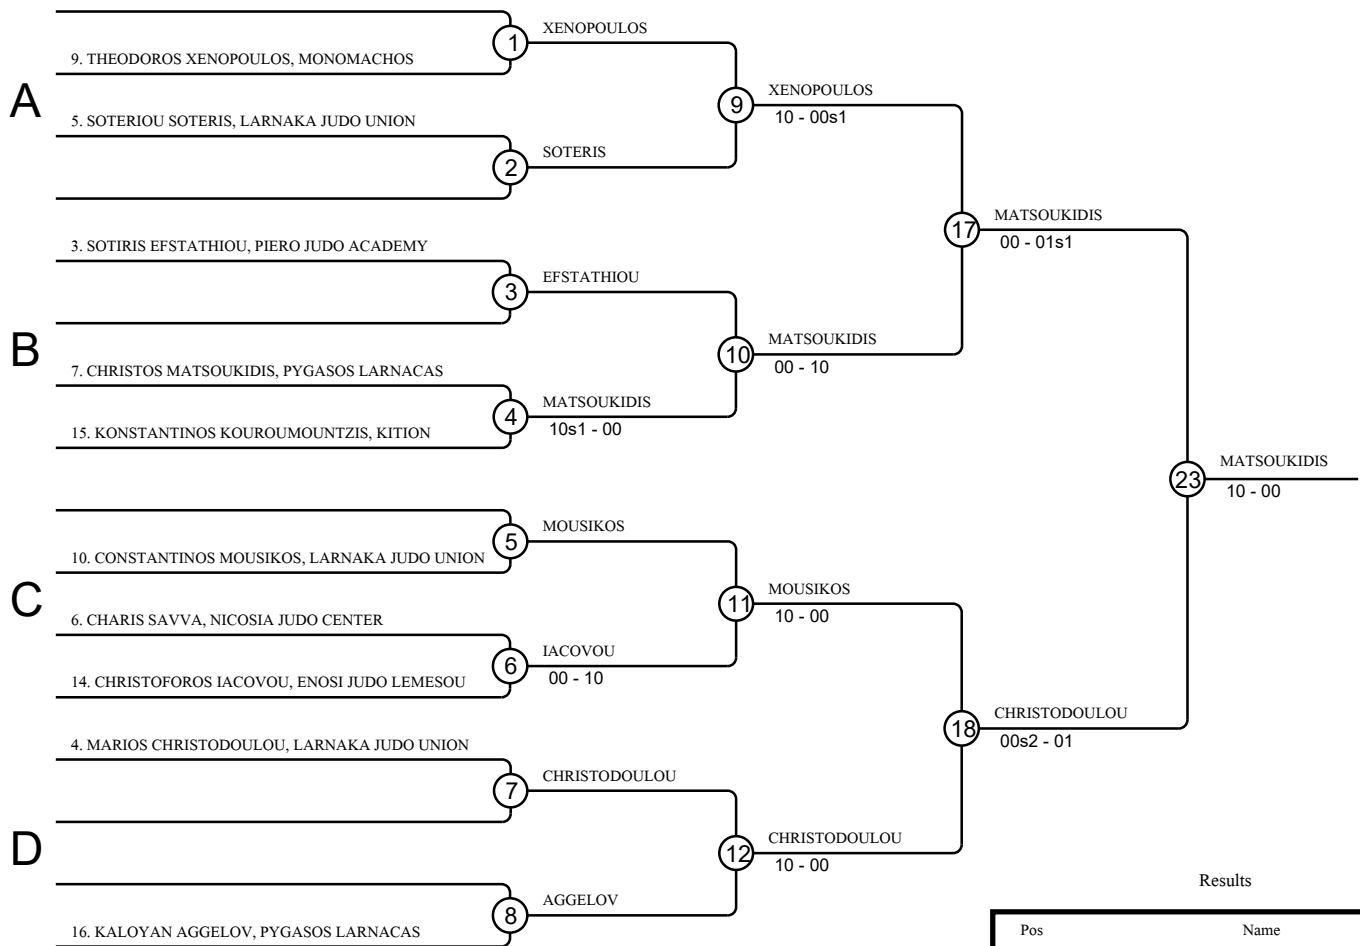 XENOPOULOS
1
9. THEODOROS XENOPOULOS, MONOMACHOS
A
XENOPOULOS
9
10 - 00s1
5. SOTERIOU SOTERIS, LARNAKA JUDO UNION
SOTERIS
2
MATSOUKIDIS
17
00 - 01s1
3. SOTIRIS EFSTATHIOU, PIERO JUDO ACADEMY
EFSTATHIOU
3
B
MATSOUKIDIS
10
00 - 10
7. CHRISTOS MATSOUKIDIS, PYGASOS LARNACAS
MATSOUKIDIS
4
10s1 - 00
15. KONSTANTINOS KOUROUMOUNTZIS, KITION
MATSOUKIDIS
23
10 - 00
MOUSIKOS
5
10. CONSTANTINOS MOUSIKOS, LARNAKA JUDO UNION
C
MOUSIKOS
11
10 - 00
6. CHARIS SAVVA, NICOSIA JUDO CENTER
IACOVOU
6
00 - 10
14. CHRISTOFOROS IACOVOU, ENOSI JUDO LEMESOU
CHRISTODOULOU
18
00s2 - 01
4. MARIOS CHRISTODOULOU, LARNAKA JUDO UNION
CHRISTODOULOU
7
D
CHRISTODOULOU
12
10 - 00
AGGELOV
8
16. KALOYAN AGGELOV, PYGASOS LARNACAS
Results
Pos Name